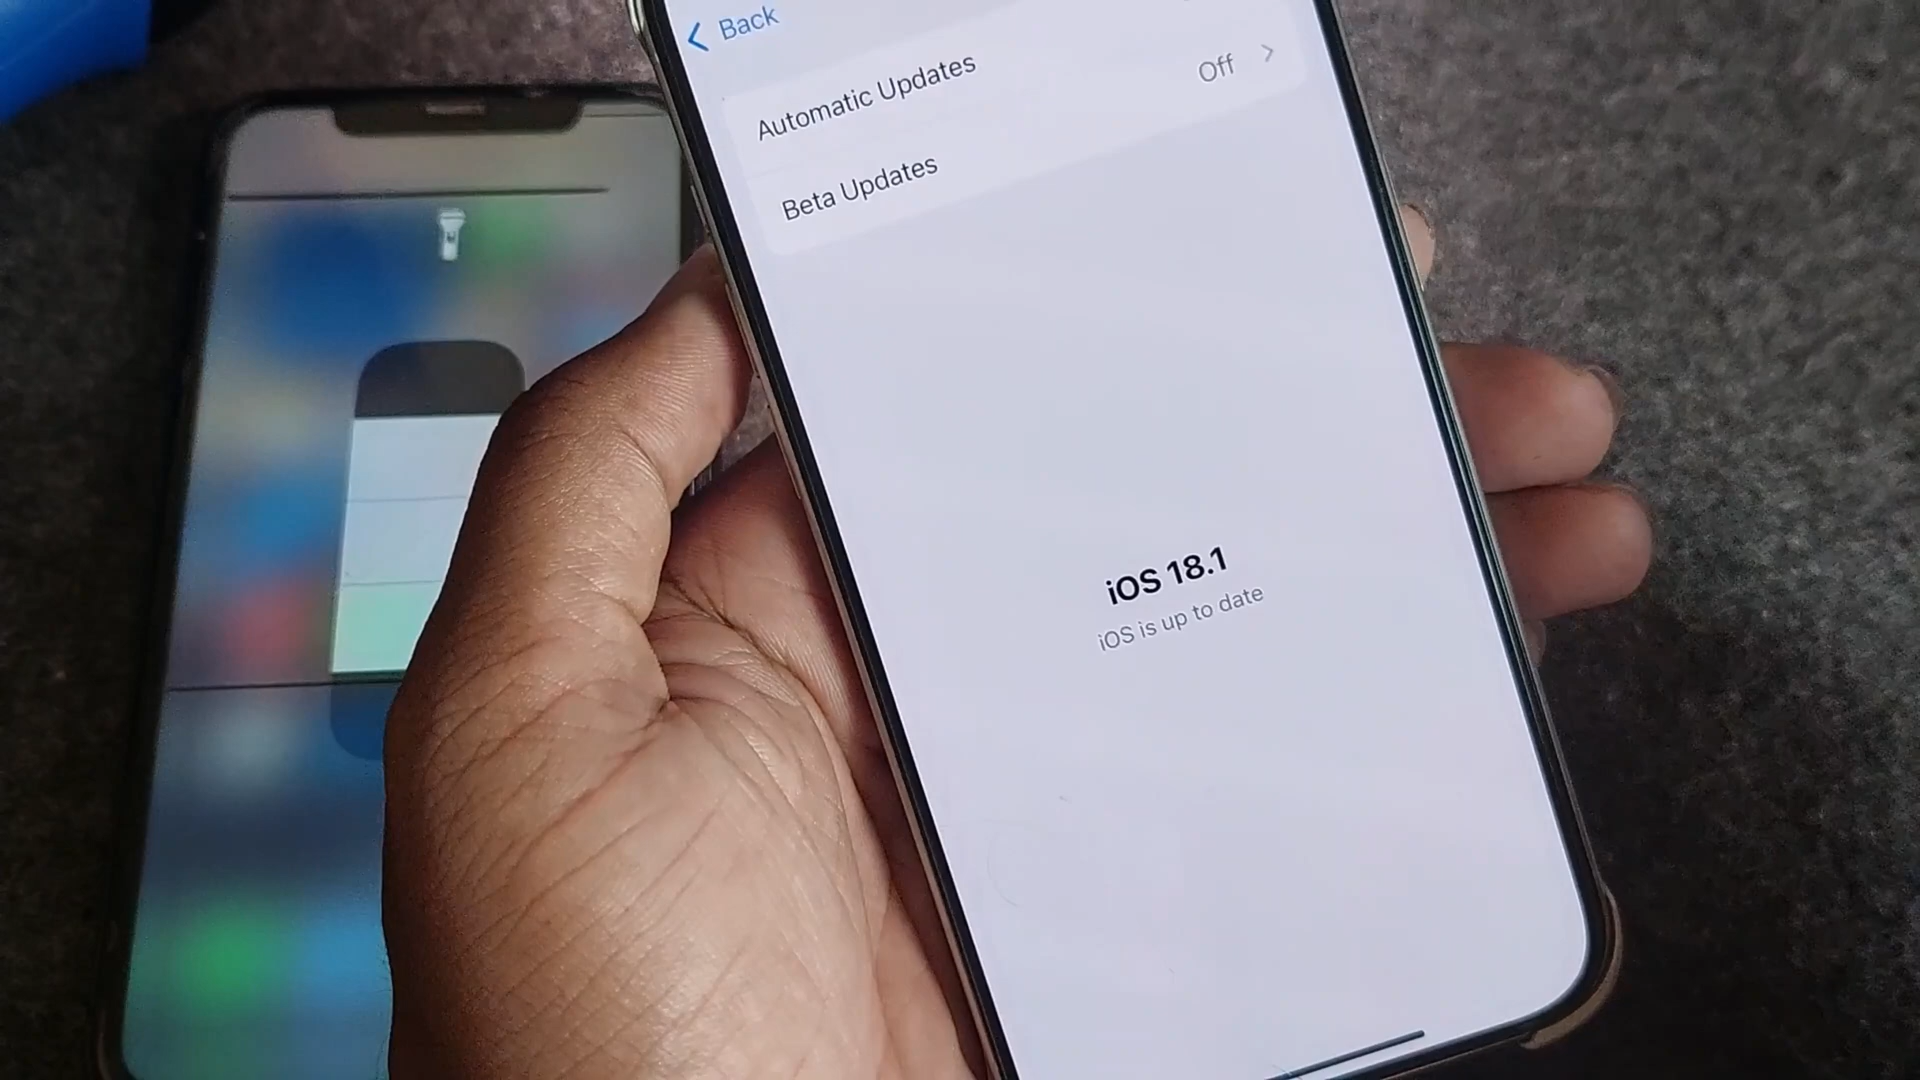 Back
Automatic Updates
Off
Beta Updates
iOS 18.1
iOS is up to date